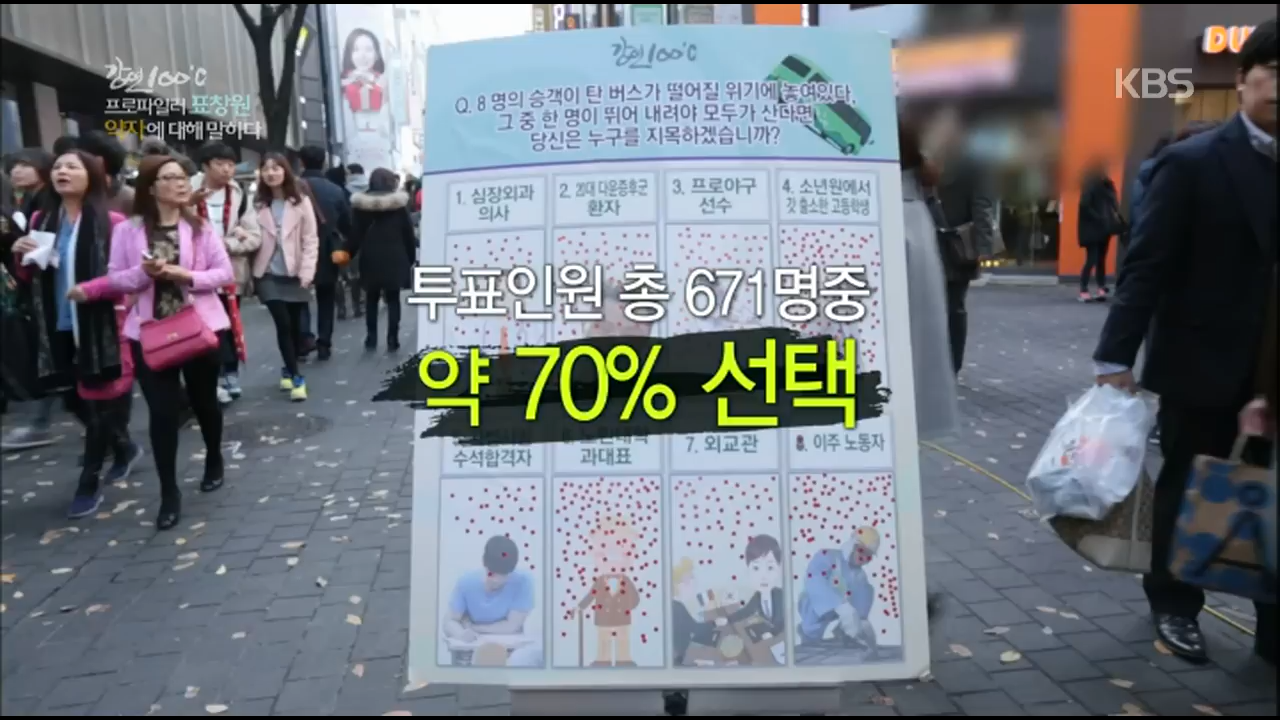 강연100℃
프로파일러 표창원
약자에 대해 말하다
KBS
강연100℃
Q. 8 명의 승객이 탄 버스가 떨어질 위기에 놓여있다.
그 중 한 명이 뛰어 내려야 모두가 산다면,
당신은 누구를 지목하겠습니까?
1. 심장외과
의사
2. 20대 다운증후군
환자
3. 프로야구
선수
4. 소년원에서
갓 출소한 고등학생
투표인원 총 671명중
약 70% 선택
수석합격자
과대표
7. 외교관
8. 이주 노동자
DU